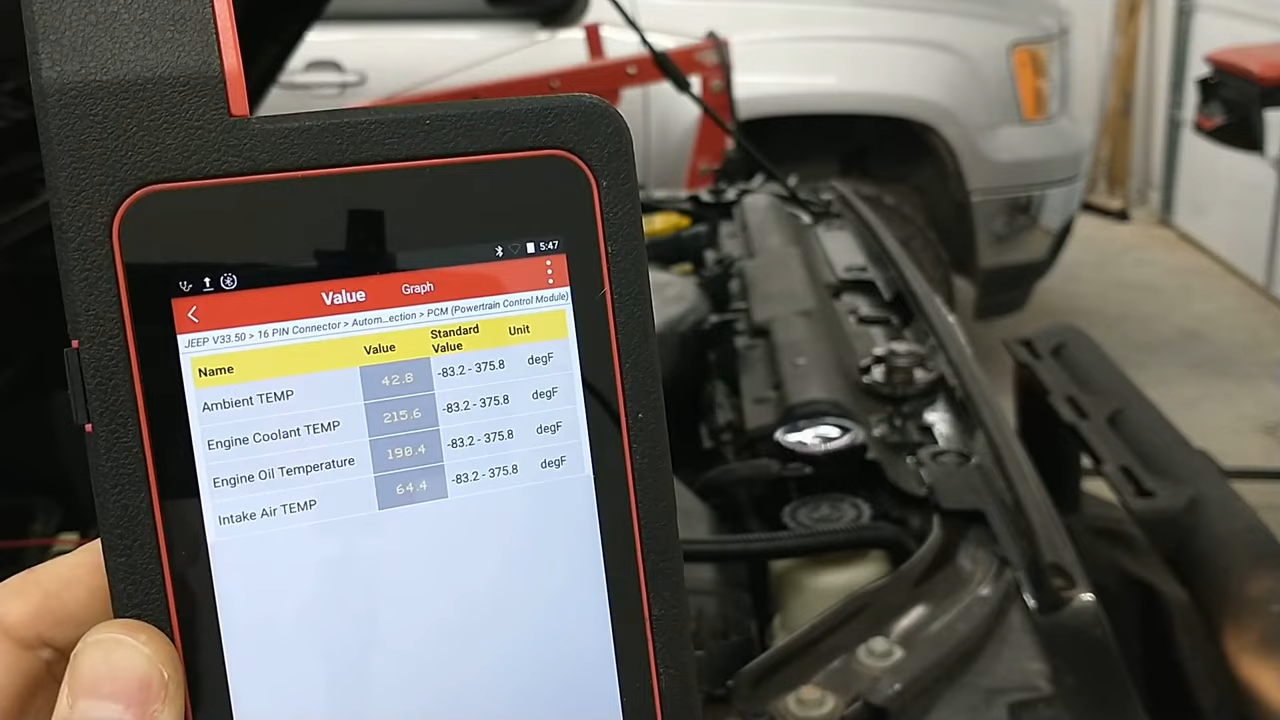 5:47
Value Graph
JEEP V33.50 > 16 PIN Connector > Autom...ection > PCM (Powertrain Control Module)
Name Value Standard Value Unit
Ambient TEMP 42.8 -83.2 - 375.8 degF
Engine Coolant TEMP 215.6 -83.2 - 375.8 degF
Engine Oil Temperature 190.4 -83.2 - 375.8 degF
Intake Air TEMP 64.4 -83.2 - 375.8 degF